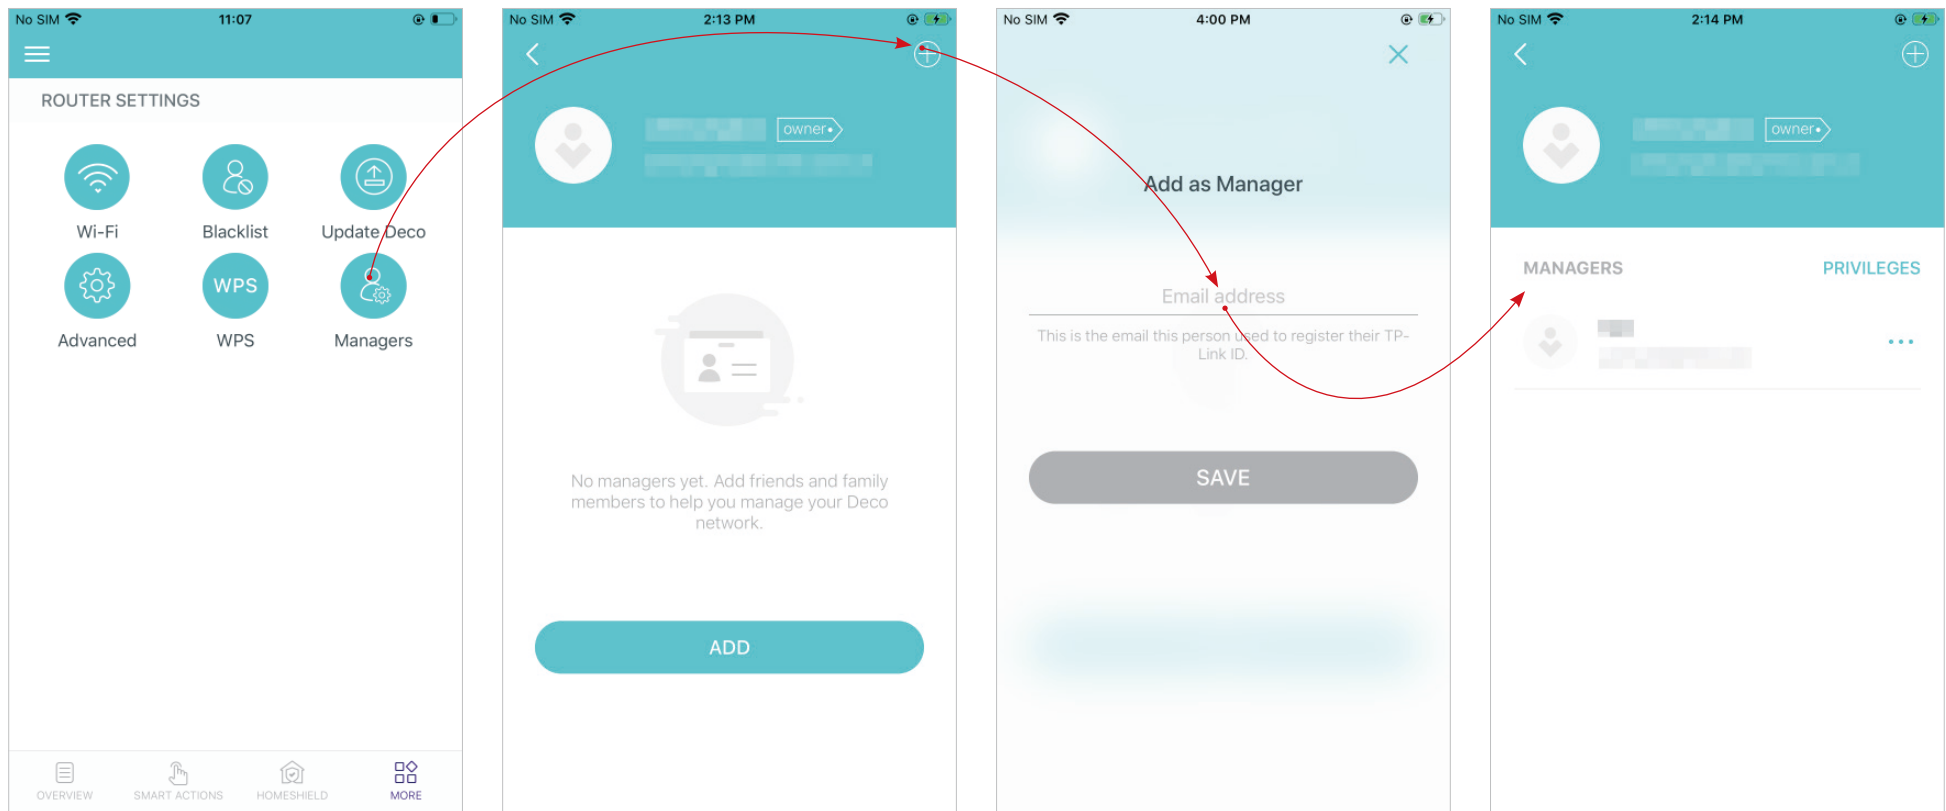 No SIM 11:07
ROUTER SETTINGS
Wi-Fi Blacklist Update Deco
WPS
Advanced WPS Managers
OVERVIEW SMART ACTIONS HOMESHIELD MORE
No SIM 2:13 PM
owner
No managers yet. Add friends and family
members to help you manage your Deco
network.
ADD
No SIM 4:00 PM
Add as Manager
Email address
This is the email this person used to register their TP-
Link ID.
SAVE
No SIM 2:14 PM
owner
MANAGERS PRIVILEGES